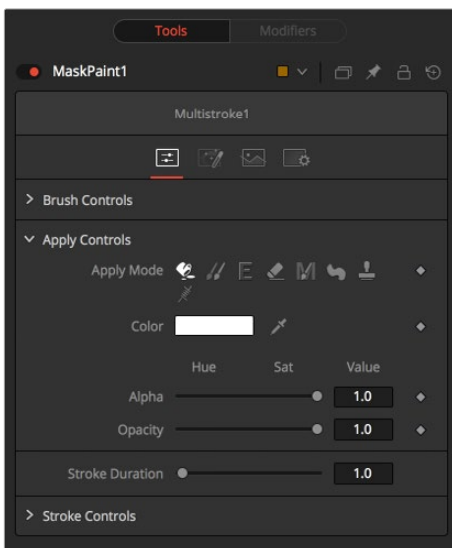 Tools Modifiers
MaskPaint1
Multistroke1
Brush Controls
Apply Controls
Apply Mode
Color
Hue Sat Value
Alpha 1.0
Opacity 1.0
Stroke Duration 1.0
Stroke Controls